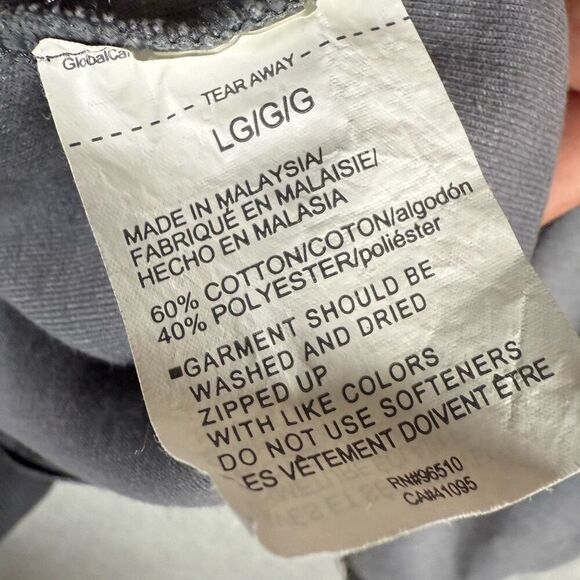 GlobalCar
TEAR AWAY
LG/G/G
MADE IN MALAYSIA/
FABRIQUÉ EN MALAISIE/
HECHO EN MALASIA
60% COTTON/COTON/algodón
40% POLYESTER/poliéster
■GARMENT SHOULD BE
WASHED AND DRIED
ZIPPED UP
WITH LIKE COLORS
DO NOT USE SOFTENERS
ES VÊTEMENT DOIVENT ÊTRE
RN#96510
CA#41095